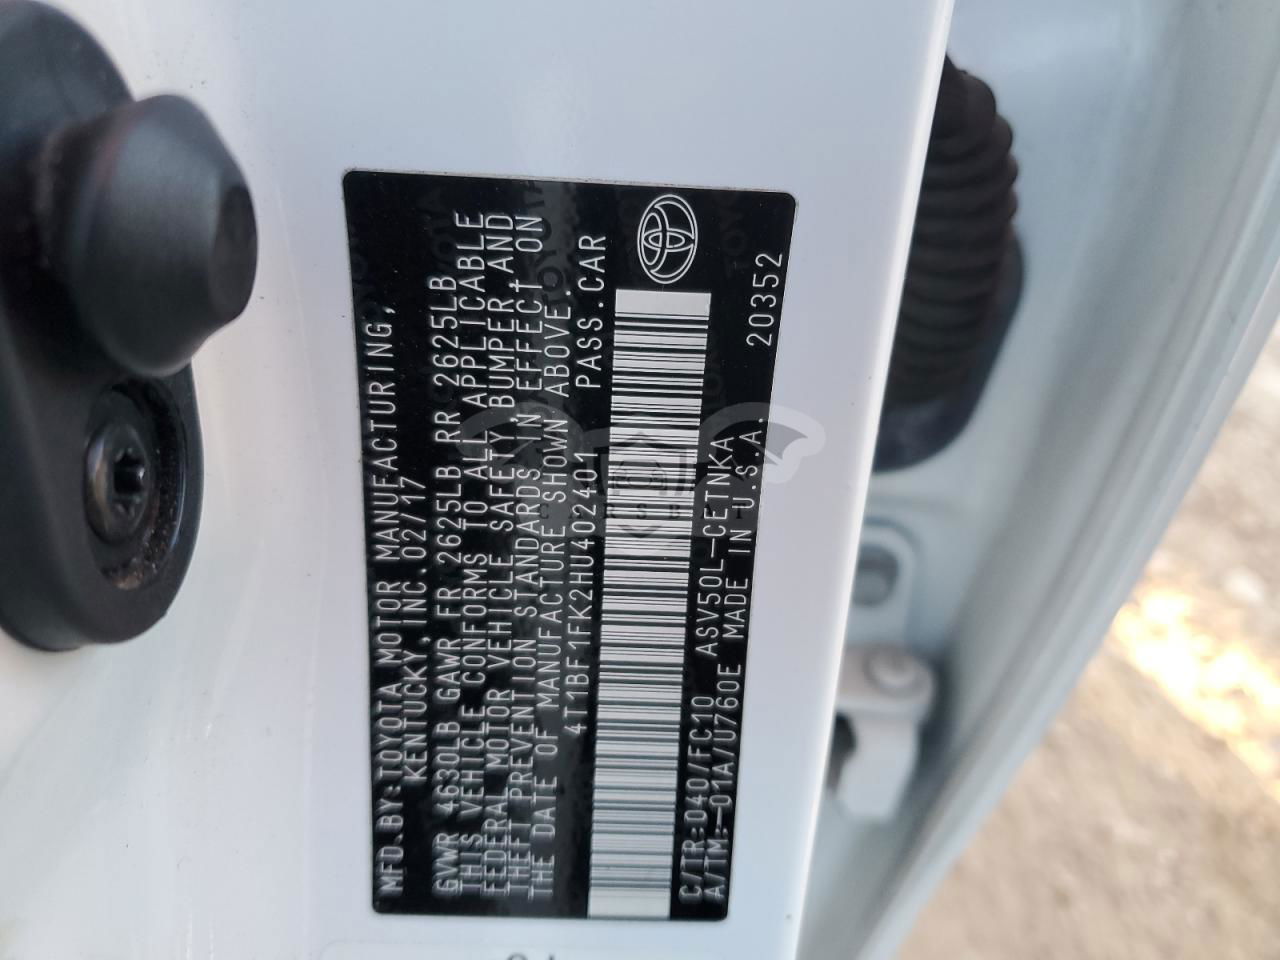 MFD.BY:TOYOTA MOTOR MANUFACTURING,
KENTUCKY, INC. 02/17
GVWR 4630LB GAWR FR 2625LB RR 2625LB
THIS VEHICLE CONFORMS TO ALL APPLICABLE
FEDERAL MOTOR VEHICLE SAFETY, BUMPER, AND
THEFT PREVENTION STANDARDS IN EFFECT ON
THE DATE OF MANUFACTURE SHOWN ABOVE.
4T1BF1FK2HU402401 PASS.CAR
C/TR:040/FC10 ASV50L-CETNKA
A/TM:-01A/U760E MADE IN U.S.A.
20352